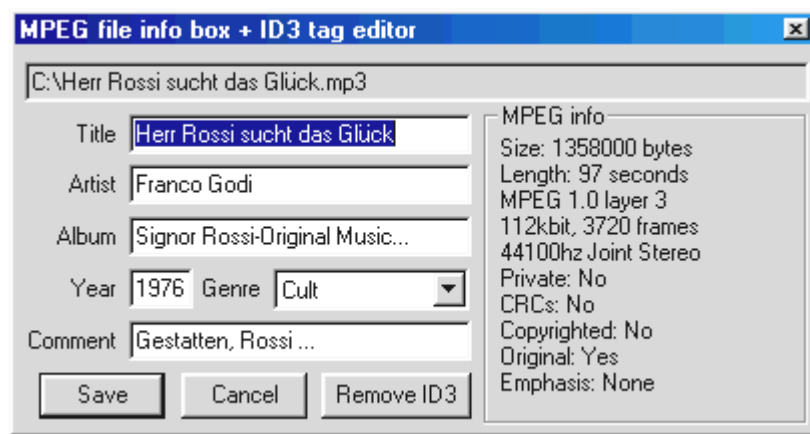 MPEG file info box + ID3 tag editor
C:\Herr Rossi sucht das Glück.mp3
Title Herr Rossi sucht das Glück
Artist Franco Godi
Album Signor Rossi-Original Music...
Year 1976 Genre Cult
Comment Gestatten, Rossi ...
Save Cancel Remove ID3
MPEG info
Size: 1358000 bytes
Length: 97 seconds
MPEG 1.0 layer 3
112kbit, 3720 frames
44100hz Joint Stereo
Private: No
CRCs: No
Copyrighted: No
Original: Yes
Emphasis: None